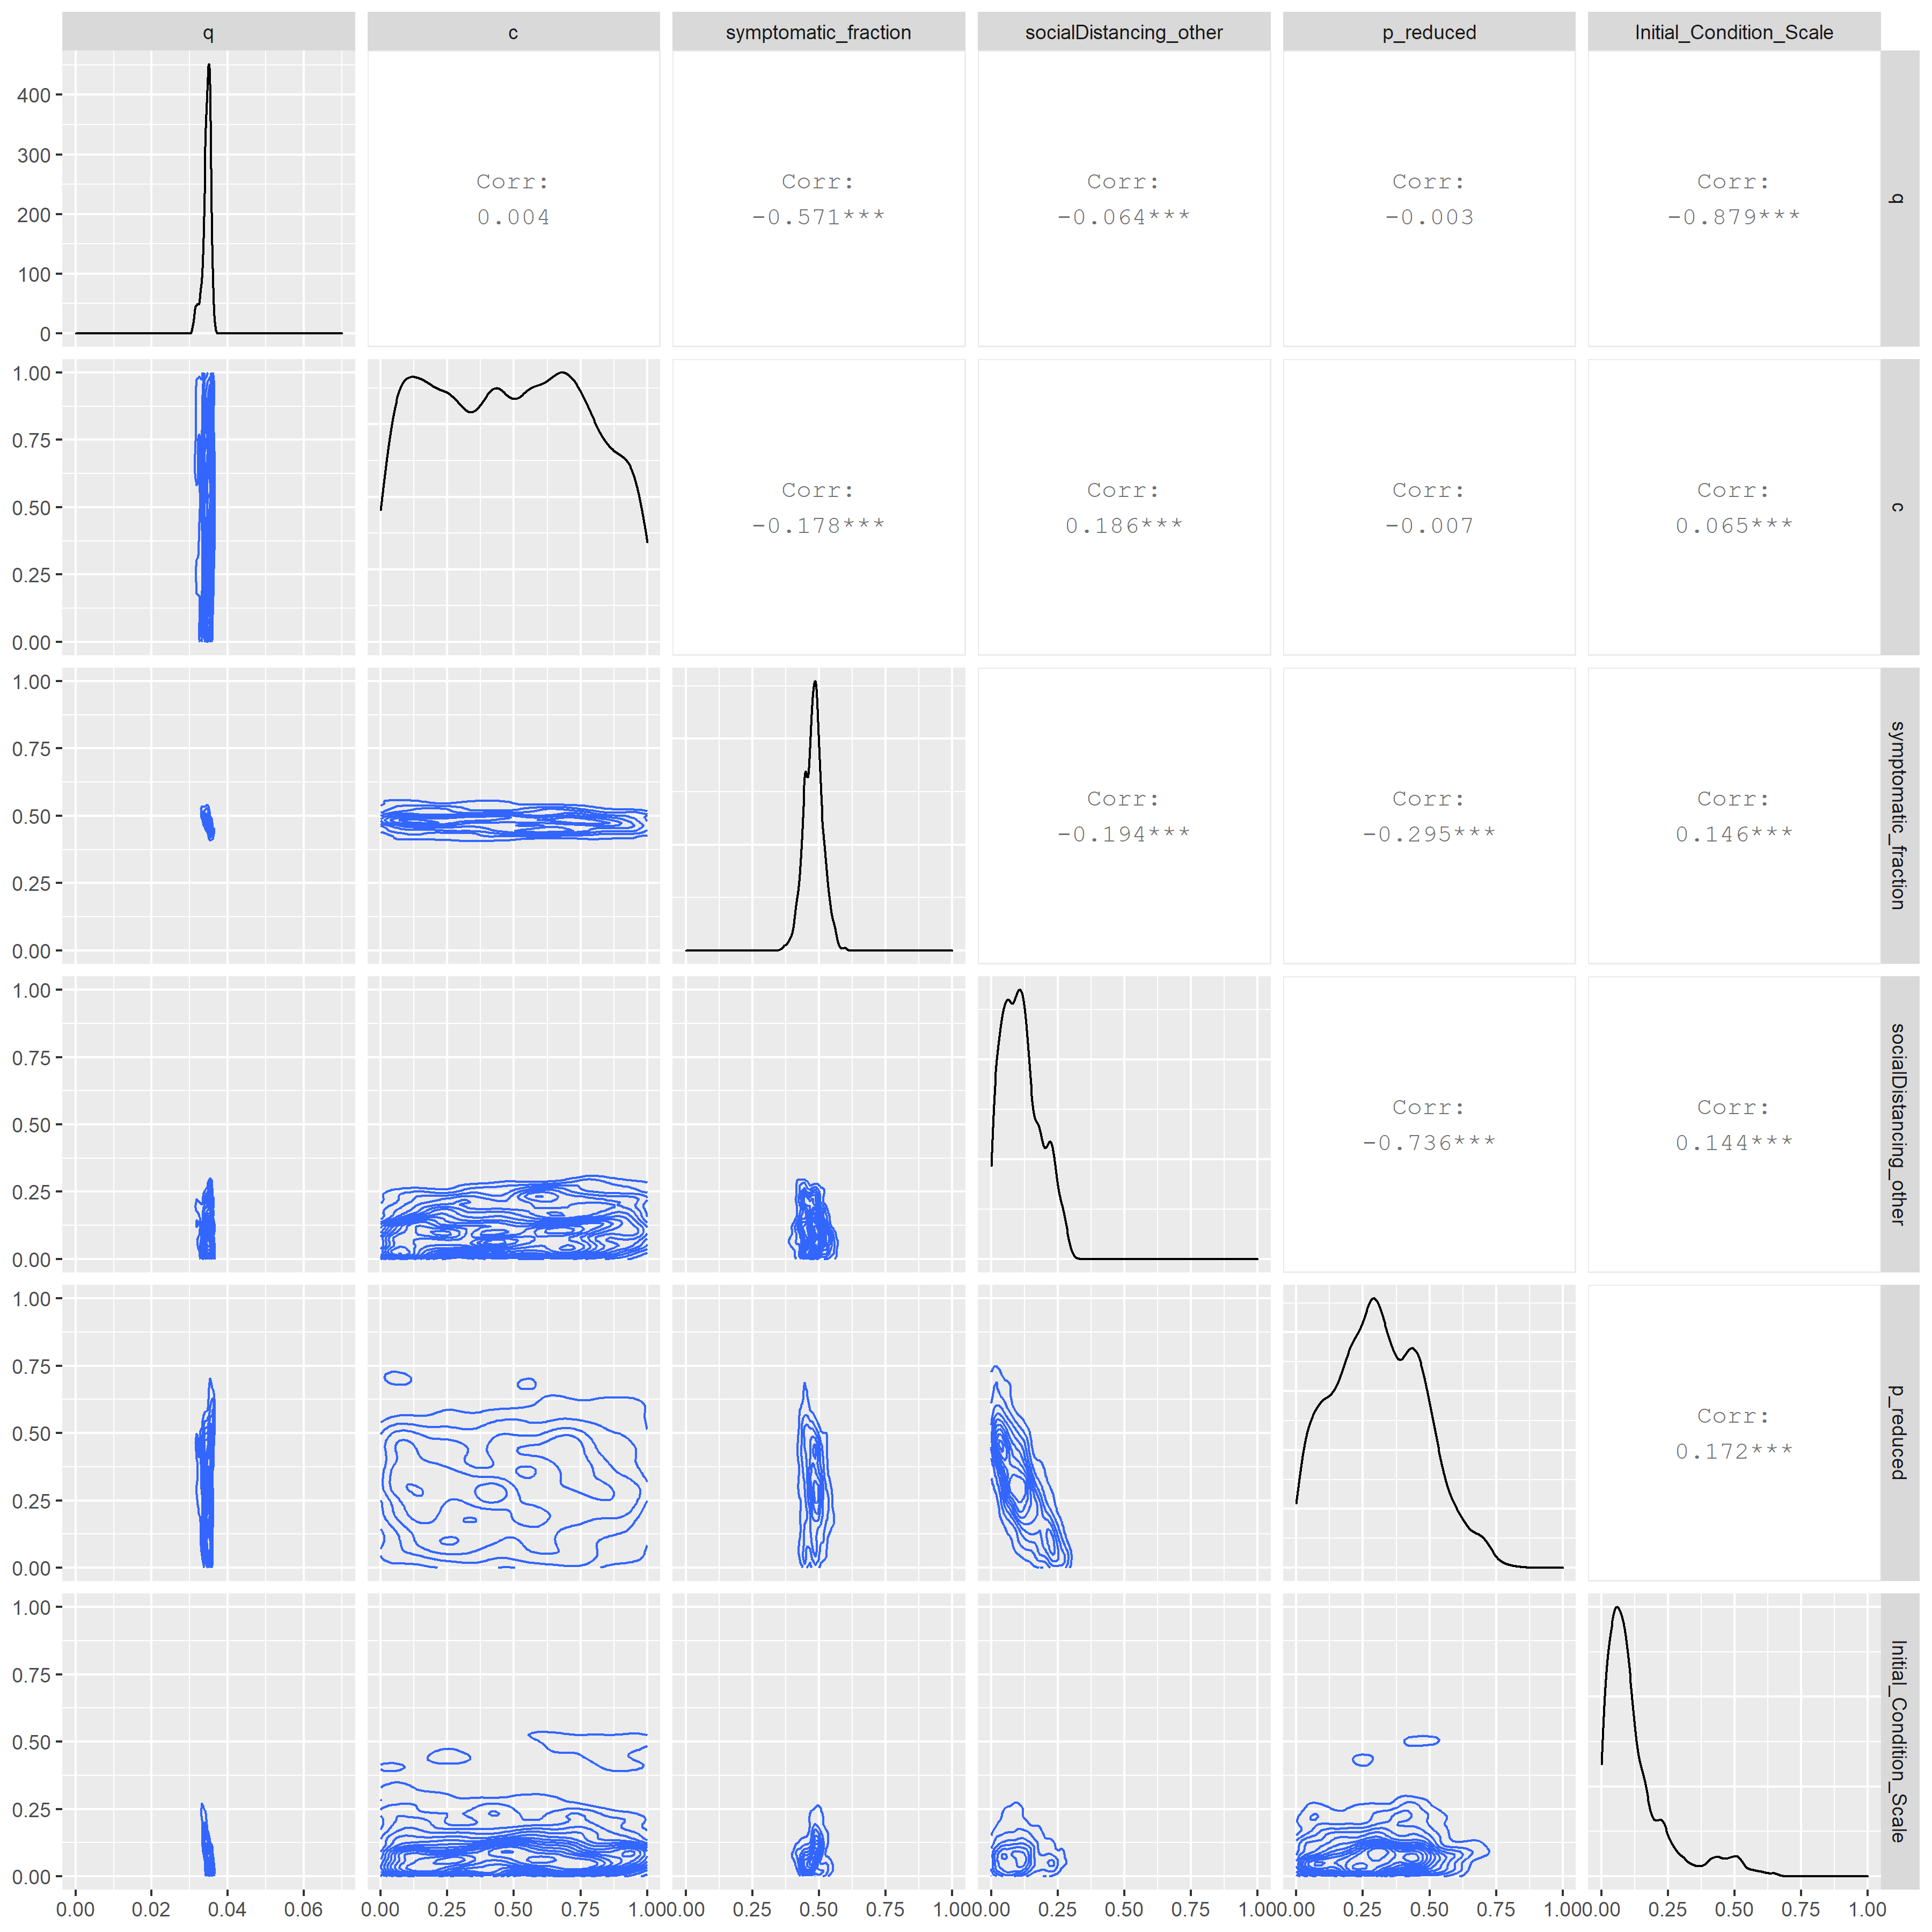 q c symptomatic_fraction socialDistancing_other p_reduced Initial_Condition_Scale
400
300
200
100
0
Corr:
0.004
Corr:
-0.571***
Corr:
-0.064***
Corr:
-0.003
Corr:
-0.879***
q
1.00
0.75
0.50
0.25
0.00
Corr:
-0.178***
Corr:
0.186***
Corr:
-0.007
Corr:
0.065***
c
1.00
0.75
0.50
0.25
0.00
Corr:
-0.194***
Corr:
-0.295***
Corr:
0.146***
symptomatic_fraction
1.00
0.75
0.50
0.25
0.00
Corr:
-0.736***
Corr:
0.144***
socialDistancing_other
1.00
0.75
0.50
0.25
0.00
Corr:
0.172***
p_reduced
1.00
0.75
0.50
0.25
0.00
Initial_Condition_Scale
0.00 0.02 0.04 0.06 0.00 0.25 0.50 0.75 1.00 0.00 0.25 0.50 0.75 1.00 0.00 0.25 0.50 0.75 1.00 0.00 0.25 0.50 0.75 1.00 0.00 0.25 0.50 0.75 1.00